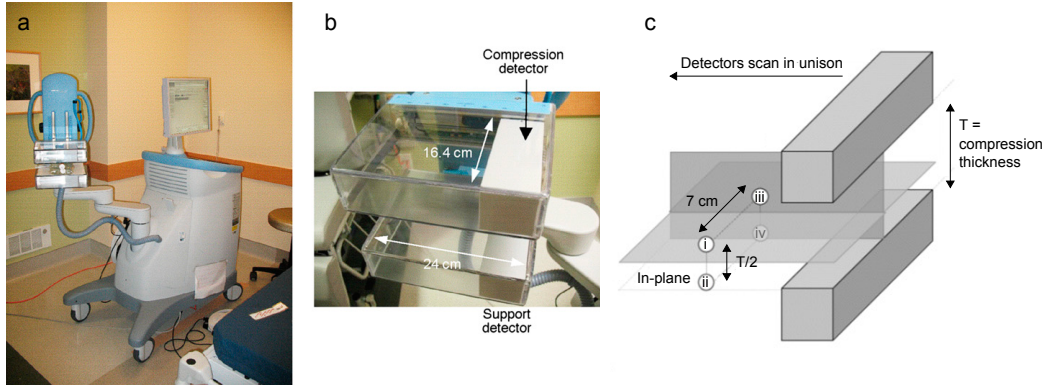 a
b
Compression
detector
16.4 cm
24 cm
Support
detector
c
Detectors scan in unison
T =
compression
thickness
7 cm
iii
i
iv
T/2
In-plane
ii